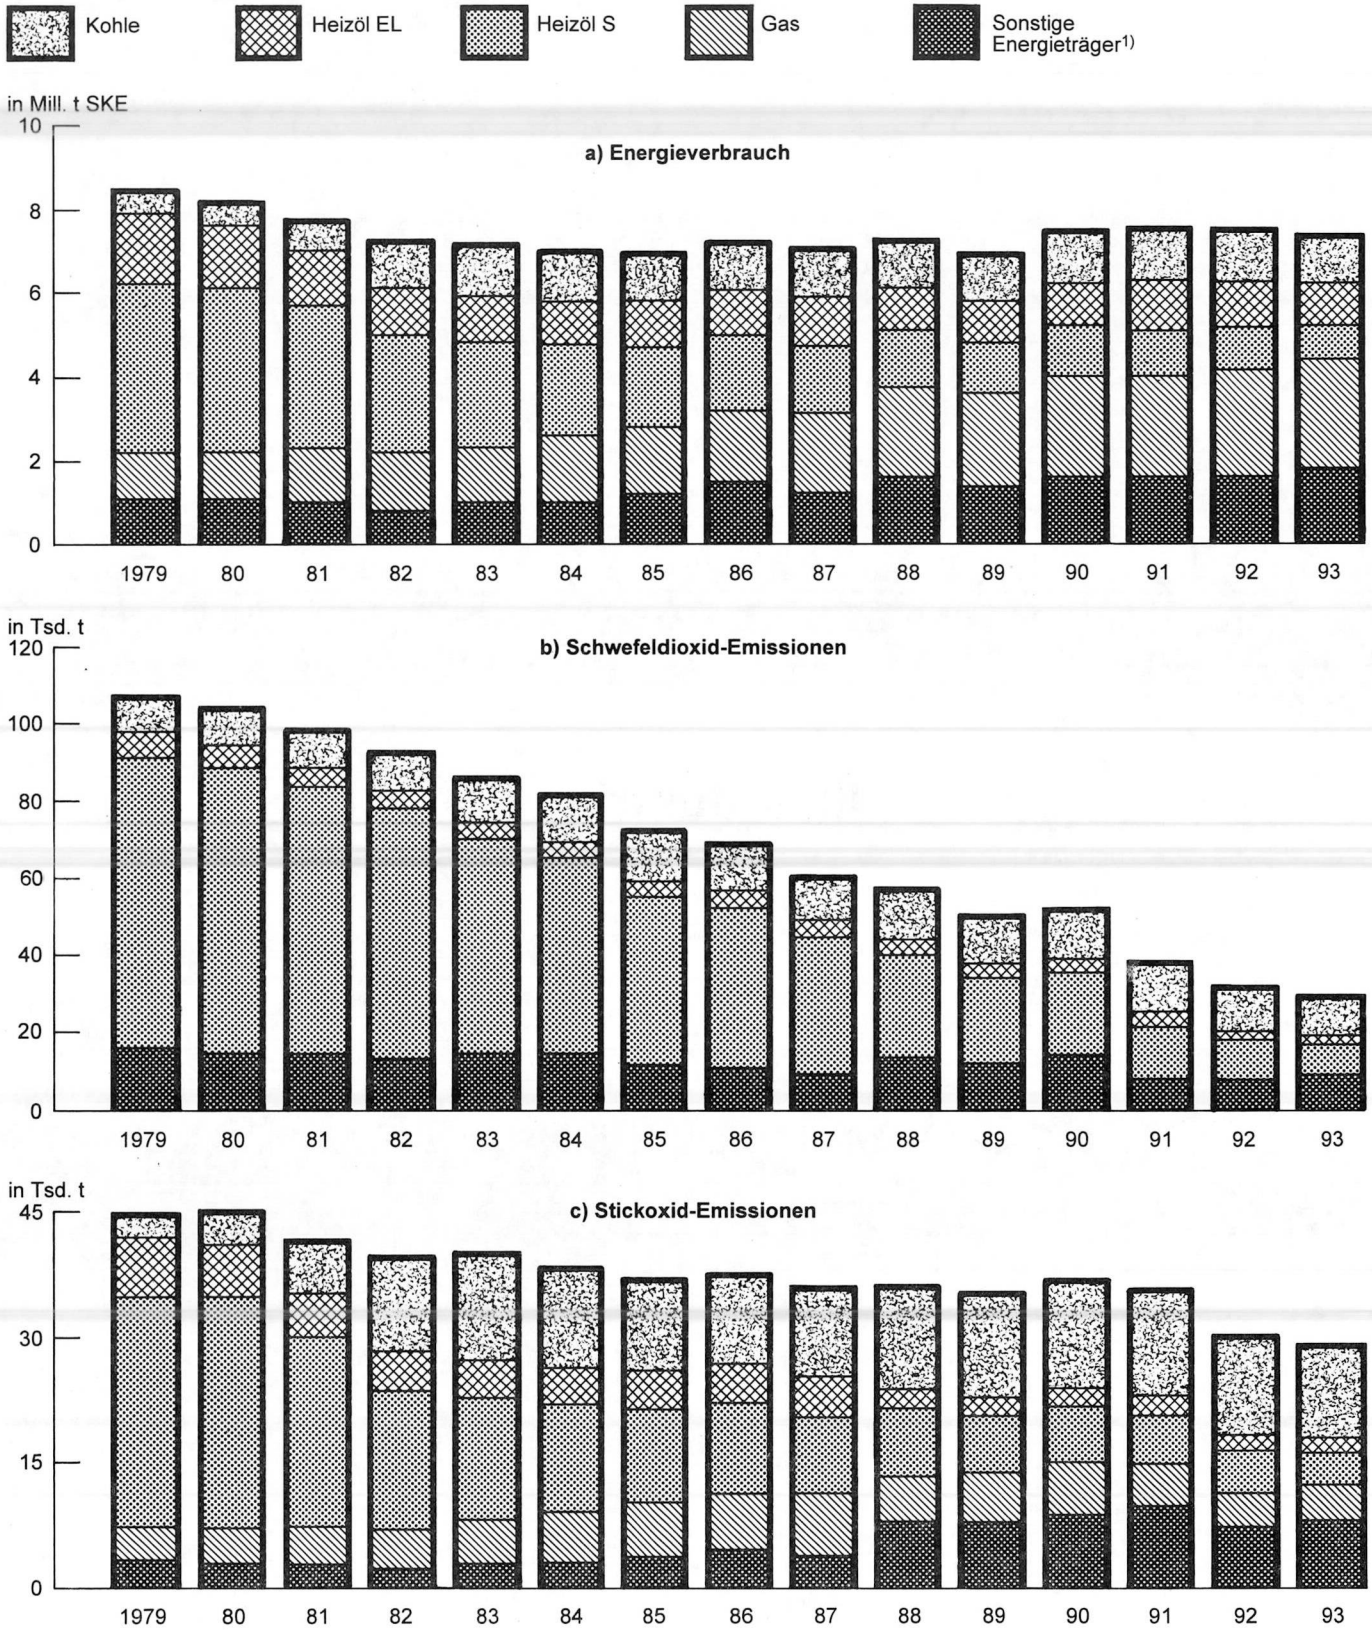 Kohle
Heizöl EL
Heizöl S
Gas
Sonstige
Energieträger1)
in Mill. t SKE
a) Energieverbrauch
10
8
6
4
2
0
1979 80 81 82 83 84 85 86 87 88 89 90 91 92 93
in Tsd. t
b) Schwefeldioxid-Emissionen
120
100
80
60
40
20
0
1979 80 81 82 83 84 85 86 87 88 89 90 91 92 93
in Tsd. t
c) Stickoxid-Emissionen
45
30
15
0
1979 80 81 82 83 84 85 86 87 88 89 90 91 92 93